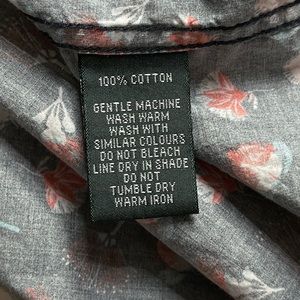 100% COTTON
GENTLE MACHINE
WASH WARM
WASH WITH
SIMILAR COLOURS
DO NOT BLEACH
LINE DRY IN SHADE
DO NOT
TUMBLE DRY
WARM IRON